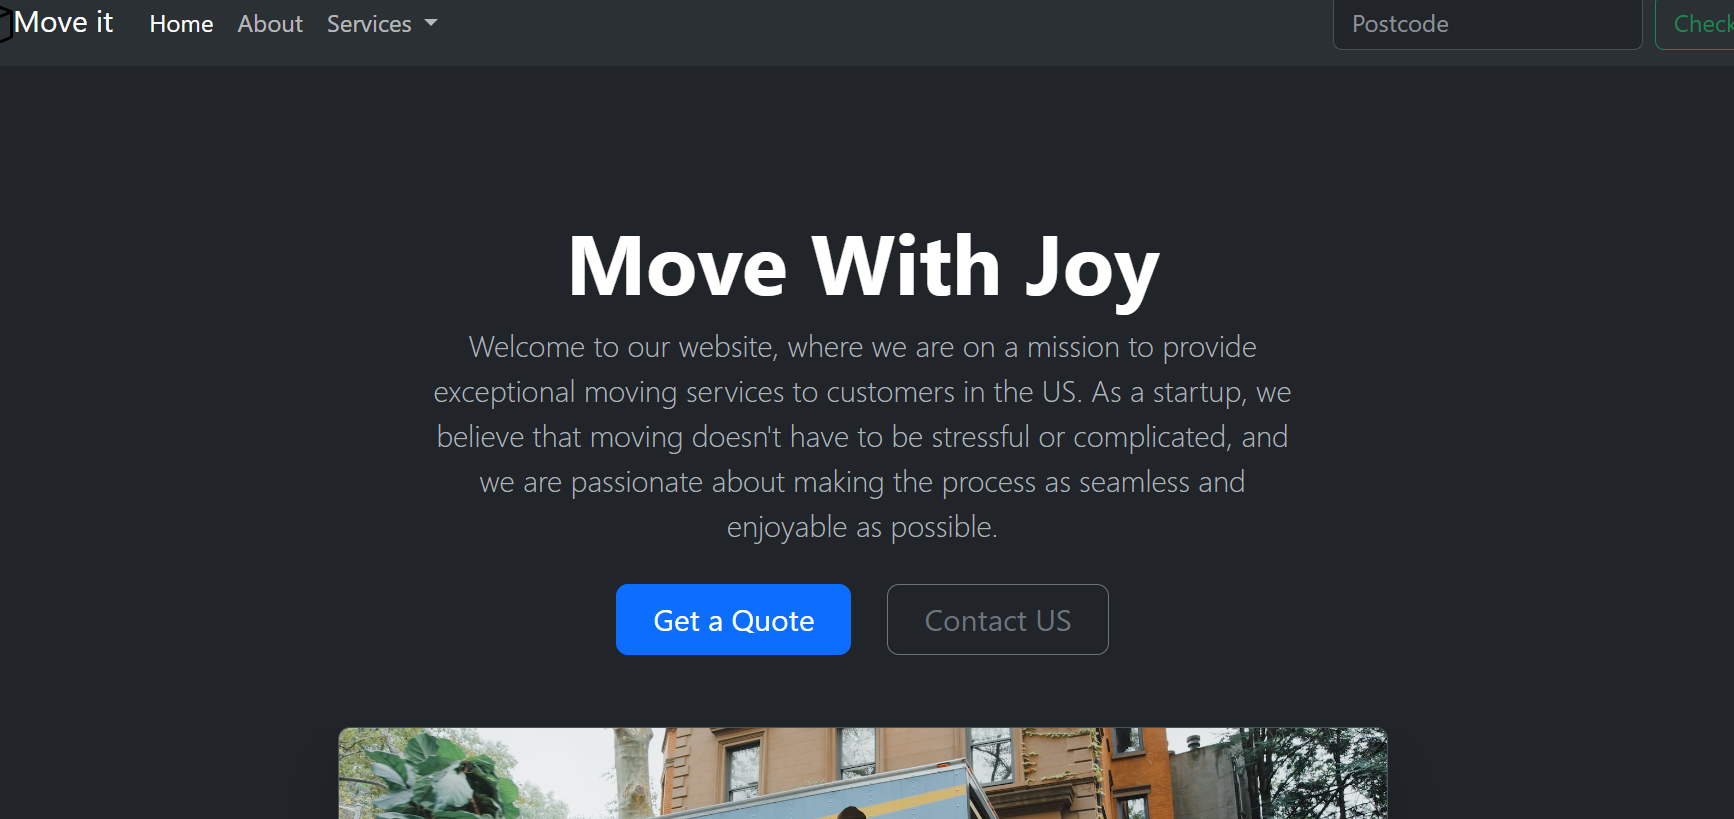 Move it Home About Services Postcode Check
Move With Joy
Welcome to our website, where we are on a mission to provide
exceptional moving services to customers in the US. As a startup, we
believe that moving doesn't have to be stressful or complicated, and
we are passionate about making the process as seamless and
enjoyable as possible.
Get a Quote Contact US